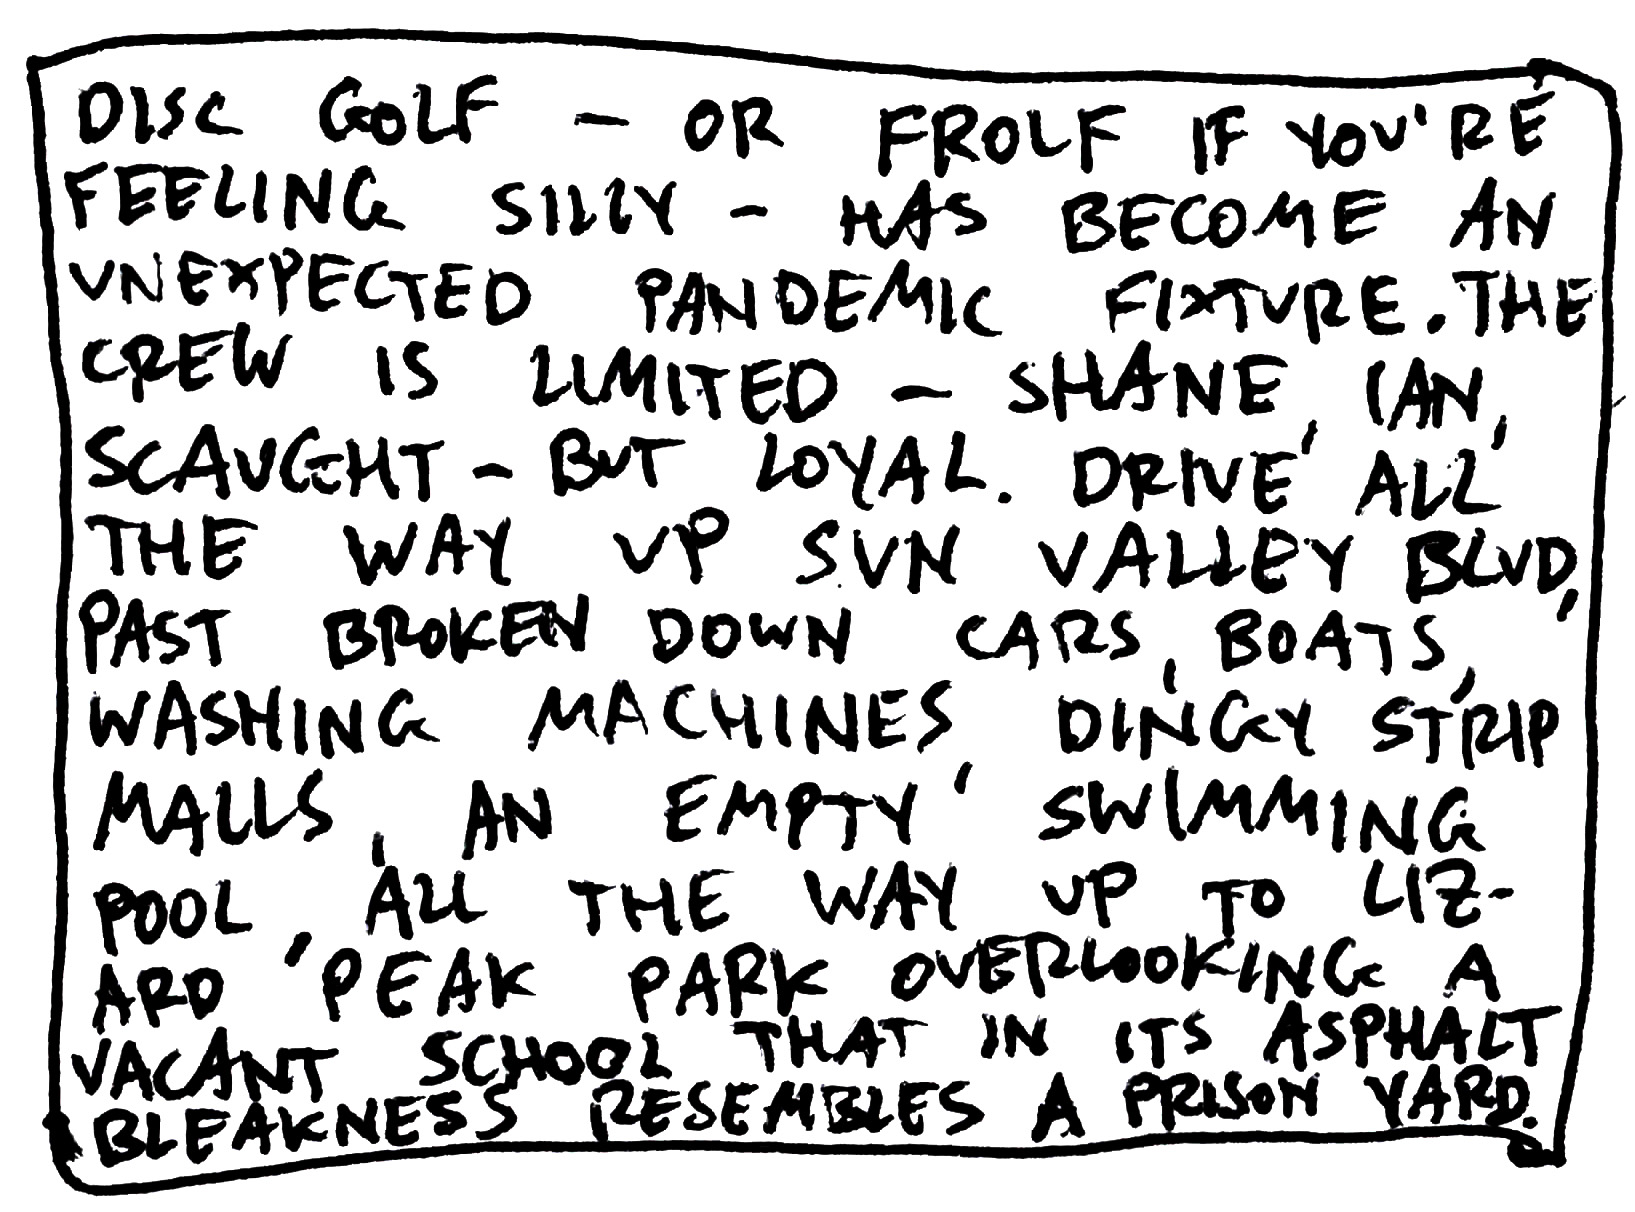 DISC GOLF – OR FROLF IF YOU'RE
FEELING SILLY – HAS BECOME AN
UNEXPECTED PANDEMIC FIXTURE. THE
CREW IS LIMITED – SHANE, IAN,
SCAUGHT – BUT LOYAL. DRIVE ALL
THE WAY UP SUN VALLEY BLVD,
PAST BROKEN DOWN CARS, BOATS,
WASHING MACHINES, DINGY STRIP
MALLS, AN EMPTY SWIMMING
POOL, ALL THE WAY UP TO LIZ-
ARD PEAK PARK OVERLOOKING A
VACANT SCHOOL THAT IN ITS ASPHALT
BLEAKNESS RESEMBLES A PRISON YARD.